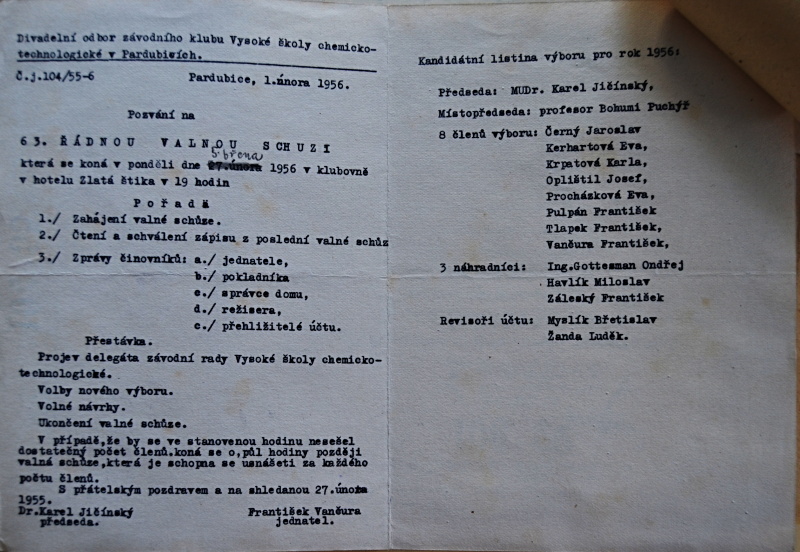 Divadelní odbor závodního klubu Vysoké školy chemicko-
technologické v Pardubicích.
Č.j.104/55-6
Pardubice, 1.února 1956.
Pozvání na
63. ŘÁDNOU VALNOU SCHUZI
5. března
která se koná v pondělí dne 27.února 1956 v klubovně
v hotelu Zlatá štika v 19 hodin
Pořadě
1./ Zahájení valné schůze.
2./ Čtení a schválení zápisu z poslední valné schůz
3./ Zprávy činovníků: a./ jednatele,
b./ pokladníka
c./ správce domu,
d./ režisera,
e./ přehližitelé účtu.
Přestávka.
Projev delegáta závodní rady Vysoké školy chemicko-
technologické.
Volby nového výboru.
Volné návrhy.
Ukončení valné schůze.
V případě,že by se ve stanovenou hodinu nesešel
dostatečný počet členů.koná se o,půl hodiny později
valná schůze,která je schopna se usnášeti za každého
počtu členů.
S přátelským pozdravem a na shledanou 27.února
1955.
Dr.Karel Jičínský
předseda.
František Vančura
jednatel.
Kandidátní listina výboru pro rok 1956:
Předseda: MUDr. Karel Jičínský,
Místopředseda: profesor Bohumi Puchýř
8 členů výboru: Černý Jaroslav
Kerhartová Eva,
Krpatová Karla,
Opliětil Josef,
Procházková Eva,
Pulpán František
Tlapek František,
Vančura František,
3 náhradníci: Ing.Gottesman Ondřej
Havlík Miloslav
Záleský František
Revisoři účtu: Myslík Břetislav
Žanda Luděk.